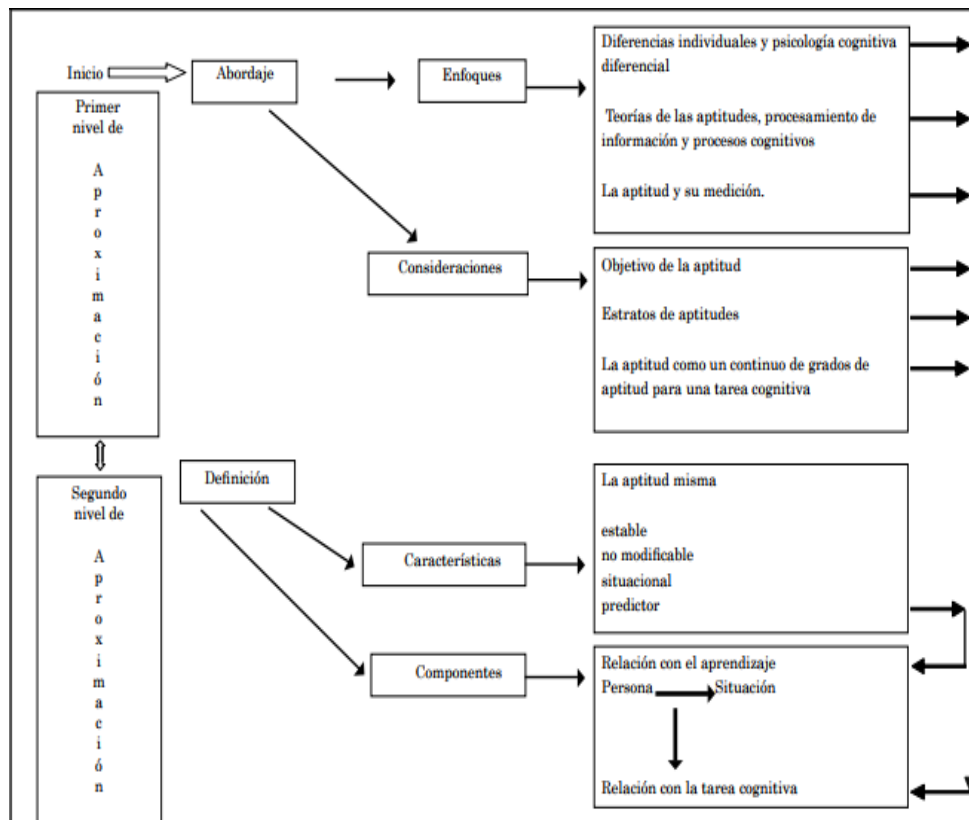 Inicio
Abordaje
Enfoques
Diferencias individuales y psicología cognitiva
diferencial
Teorías de las aptitudes, procesamiento de
información y procesos cognitivos
La aptitud y su medición.
Primer
nivel de
A
p
r
o
x
i
m
a
c
i
ó
n
Consideraciones
Objetivo de la aptitud
Estratos de aptitudes
La aptitud como un continuo de grados de
aptitud para una tarea cognitiva
Segundo
nivel de
A
p
r
o
x
i
m
a
c
i
ó
n
Definición
Característícas
La aptitud misma
estable
no modificable
situacional
predictor
Componentes
Relación con el aprendizaje
Persona Situación
Relación con la tarea cognitiva